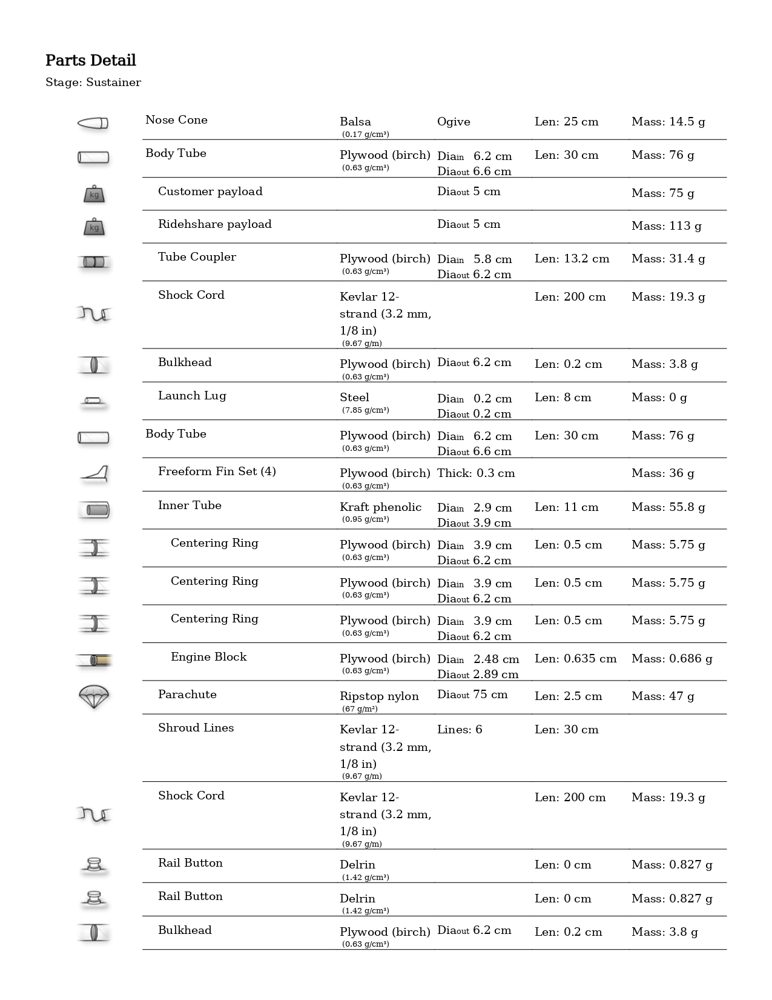 Parts Detail
Stage: Sustainer
Nose Cone Balsa Ogive Len: 25 cm Mass: 14.5 g
(0.17 g/cm³)
Body Tube Plywood (birch) Diain 6.2 cm Len: 30 cm Mass: 76 g
(0.63 g/cm³) Diaout 6.6 cm
kg Customer payload Diaout 5 cm Mass: 75 g
kg Ridehshare payload Diaout 5 cm Mass: 113 g
Tube Coupler Plywood (birch) Diain 5.8 cm Len: 13.2 cm Mass: 31.4 g
(0.63 g/cm³) Diaout 6.2 cm
Shock Cord Kevlar 12- Len: 200 cm Mass: 19.3 g
strand (3.2 mm,
1/8 in)
(9.67 g/m)
Bulkhead Plywood (birch) Diaout 6.2 cm Len: 0.2 cm Mass: 3.8 g
(0.63 g/cm³)
Launch Lug Steel Diain 0.2 cm Len: 8 cm Mass: 0 g
(7.85 g/cm³) Diaout 0.2 cm
Body Tube Plywood (birch) Diain 6.2 cm Len: 30 cm Mass: 76 g
(0.63 g/cm³) Diaout 6.6 cm
Freeform Fin Set (4) Plywood (birch) Thick: 0.3 cm Mass: 36 g
(0.63 g/cm³)
Inner Tube Kraft phenolic Diain 2.9 cm Len: 11 cm Mass: 55.8 g
(0.95 g/cm³) Diaout 3.9 cm
Centering Ring Plywood (birch) Diain 3.9 cm Len: 0.5 cm Mass: 5.75 g
(0.63 g/cm³) Diaout 6.2 cm
Centering Ring Plywood (birch) Diain 3.9 cm Len: 0.5 cm Mass: 5.75 g
(0.63 g/cm³) Diaout 6.2 cm
Centering Ring Plywood (birch) Diain 3.9 cm Len: 0.5 cm Mass: 5.75 g
(0.63 g/cm³) Diaout 6.2 cm
Engine Block Plywood (birch) Diain 2.48 cm Len: 0.635 cm Mass: 0.686 g
(0.63 g/cm³) Diaout 2.89 cm
Parachute Ripstop nylon Diaout 75 cm Len: 2.5 cm Mass: 47 g
(67 g/m²)
Shroud Lines Kevlar 12- Lines: 6 Len: 30 cm
strand (3.2 mm,
1/8 in)
(9.67 g/m)
Shock Cord Kevlar 12- Len: 200 cm Mass: 19.3 g
strand (3.2 mm,
1/8 in)
(9.67 g/m)
Rail Button Delrin Len: 0 cm Mass: 0.827 g
(1.42 g/cm³)
Rail Button Delrin Len: 0 cm Mass: 0.827 g
(1.42 g/cm³)
Bulkhead Plywood (birch) Diaout 6.2 cm Len: 0.2 cm Mass: 3.8 g
(0.63 g/cm³)